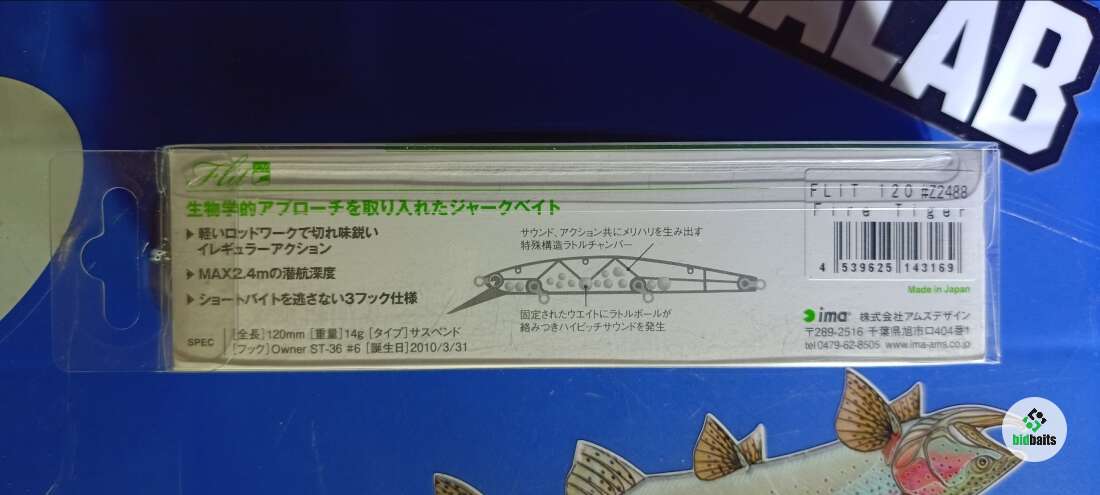 ALAB
Flit
生物学的アプローチを取り入れたジャークベイト
▶ 軽いロッドワークで切れ味鋭い
イレギュラーアクション
▶ MAX2.4mの潜航深度
▶ ショートバイトを逃さない3フック仕様
SPEC
[全長]120mm [重量]14g [タイプ]サスペンド
[フック]Owner ST-36 #6 [誕生日]2010/3/31
サウンド、アクション共にメリハリを生み出す
特殊構造ラトルチャンバー
固定されたウエイトにラトルボールが
絡みつきハイピッチサウンドを発生
FLIT 120 #Z2488
Fire Tiger
4 539625 143169
Made in Japan
ima 株式会社アムズデザイン
〒289-2516 千葉県旭市ロ404番1
tel 0479-62-8505 www.ima-ams.co.jp
bidbaits